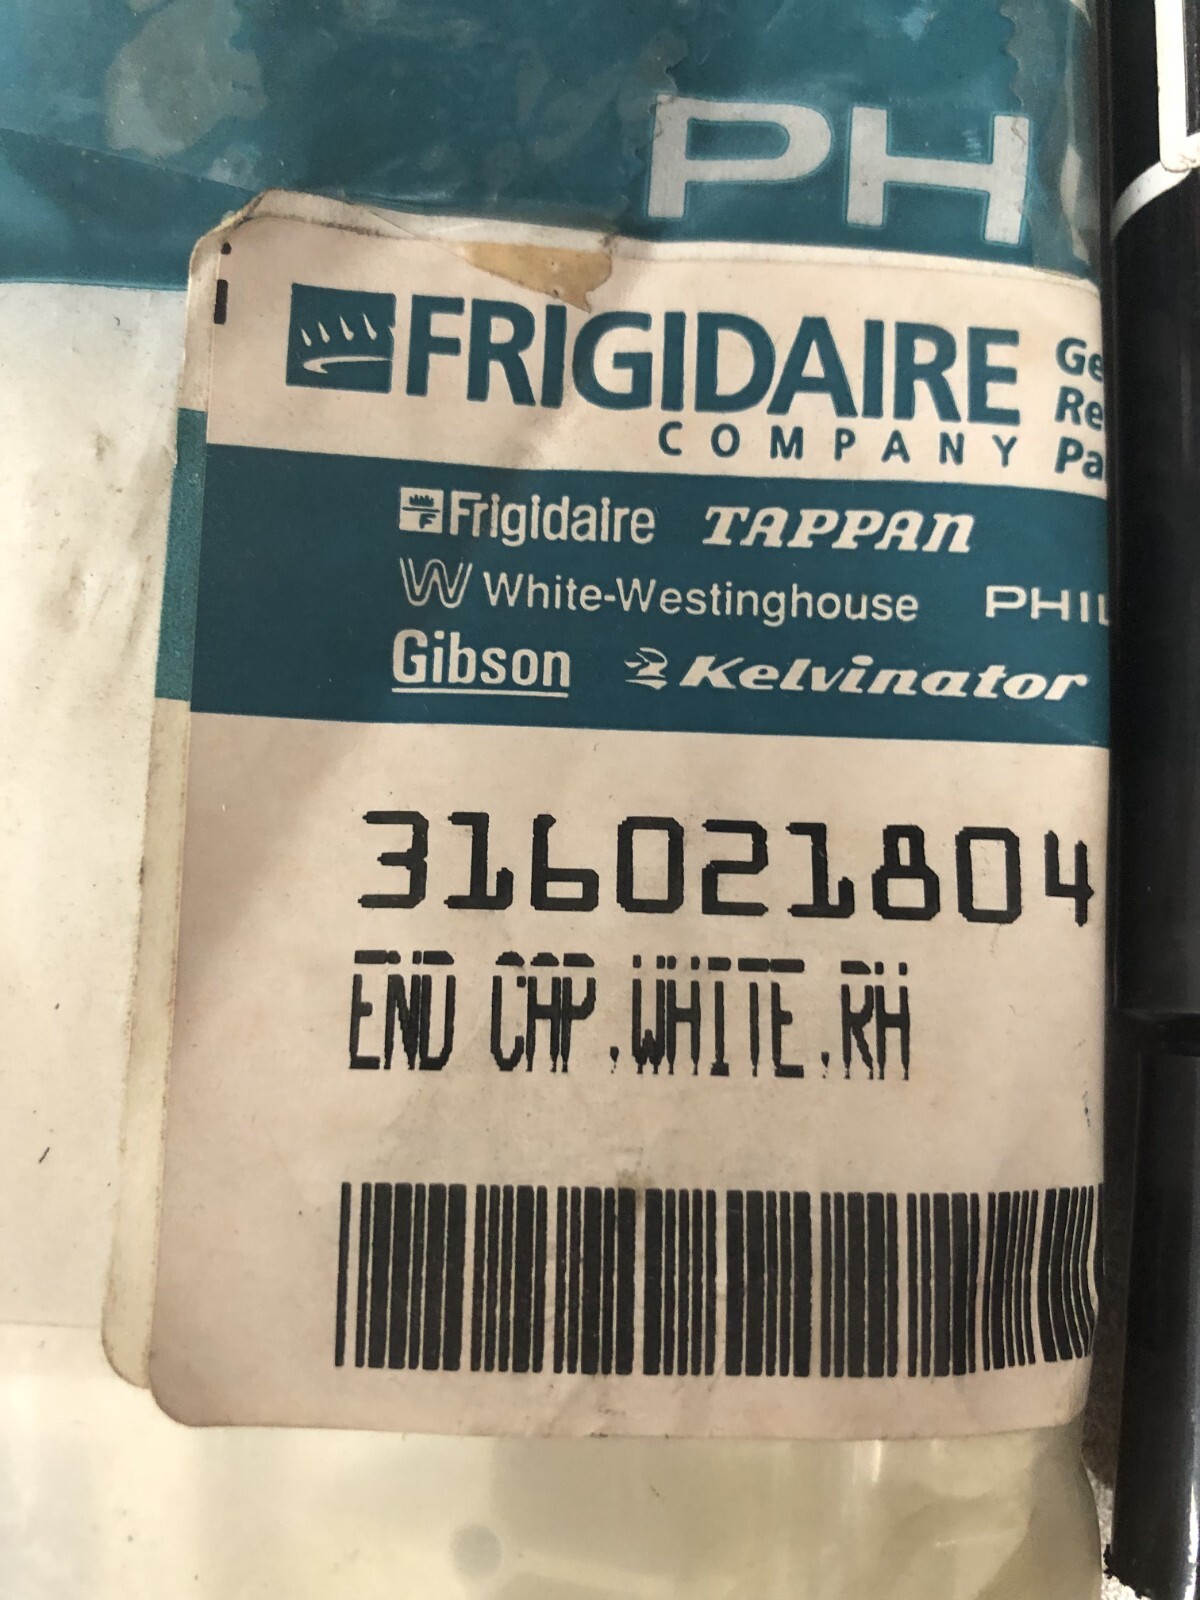 PH
FRIGIDAIRE
COMPANY
Ge
Re
Pa
Frigidaire TAPPAN
White-Westinghouse PHIL
Gibson Kelvinator
316021804
END CAP,WHITE,RH